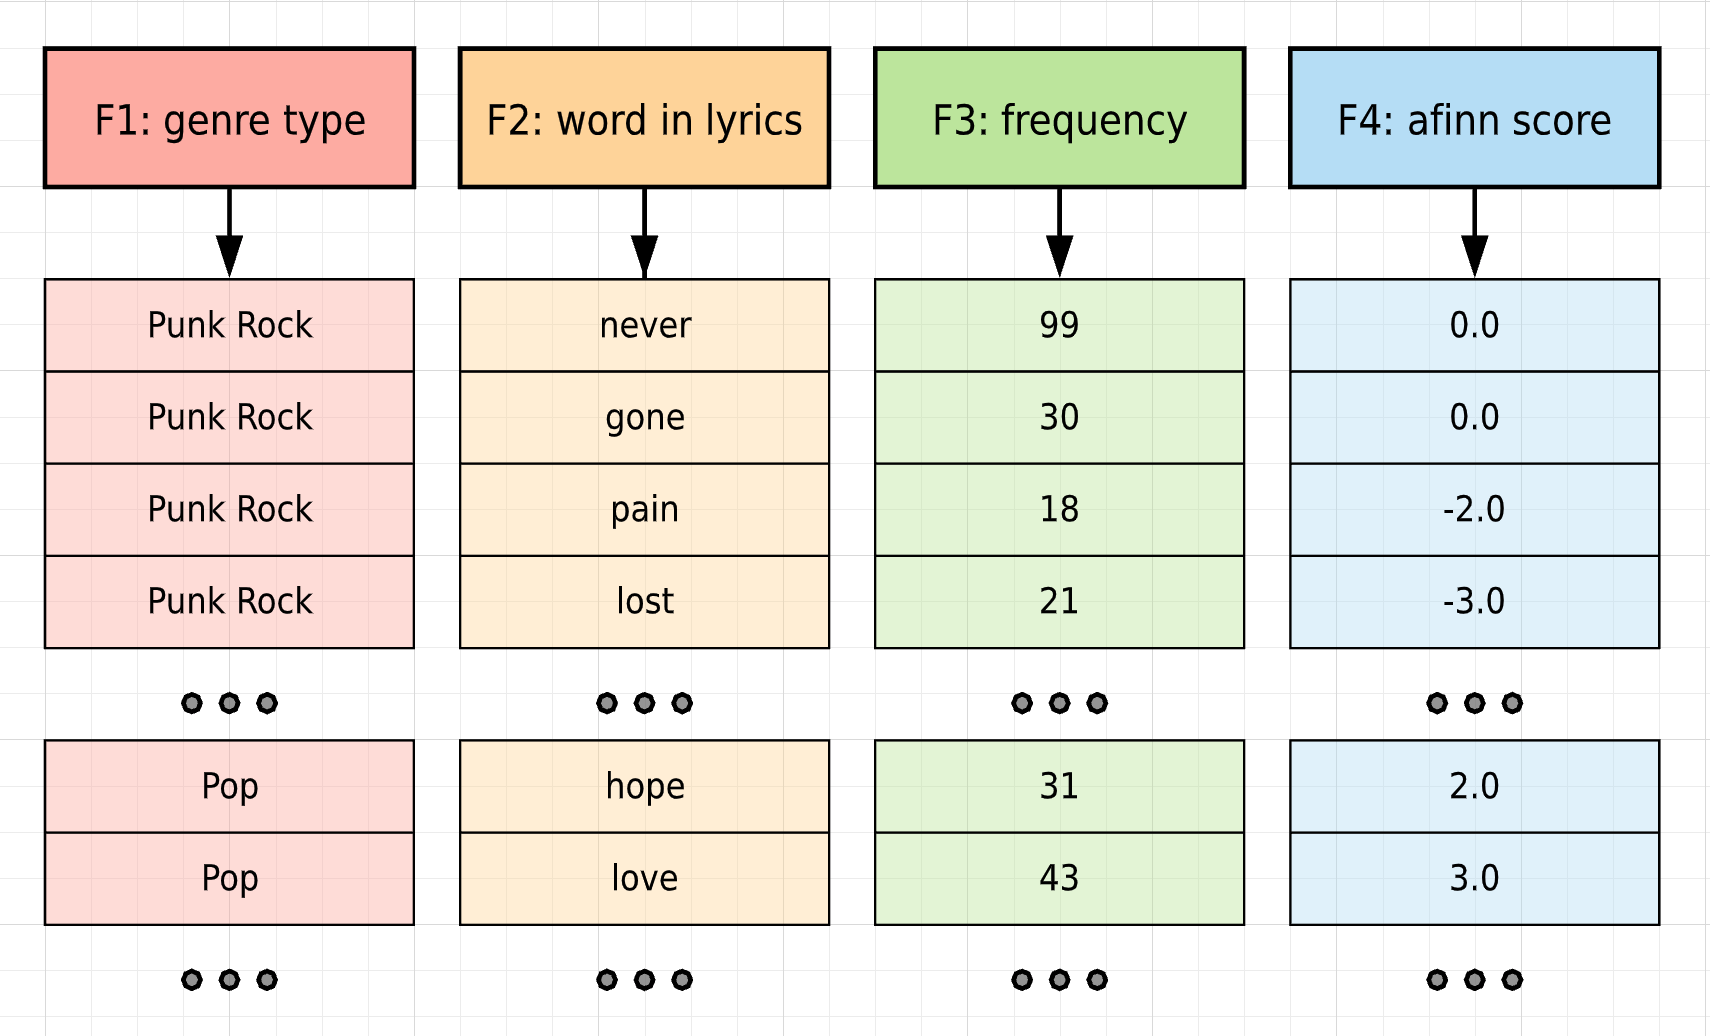 F1: genre type F2: word in lyrics F3: frequency F4: afinn score
Punk Rock never 99 0.0
Punk Rock gone 30 0.0
Punk Rock pain 18 -2.0
Punk Rock lost 21 -3.0
Pop hope 31 2.0
Pop love 43 3.0